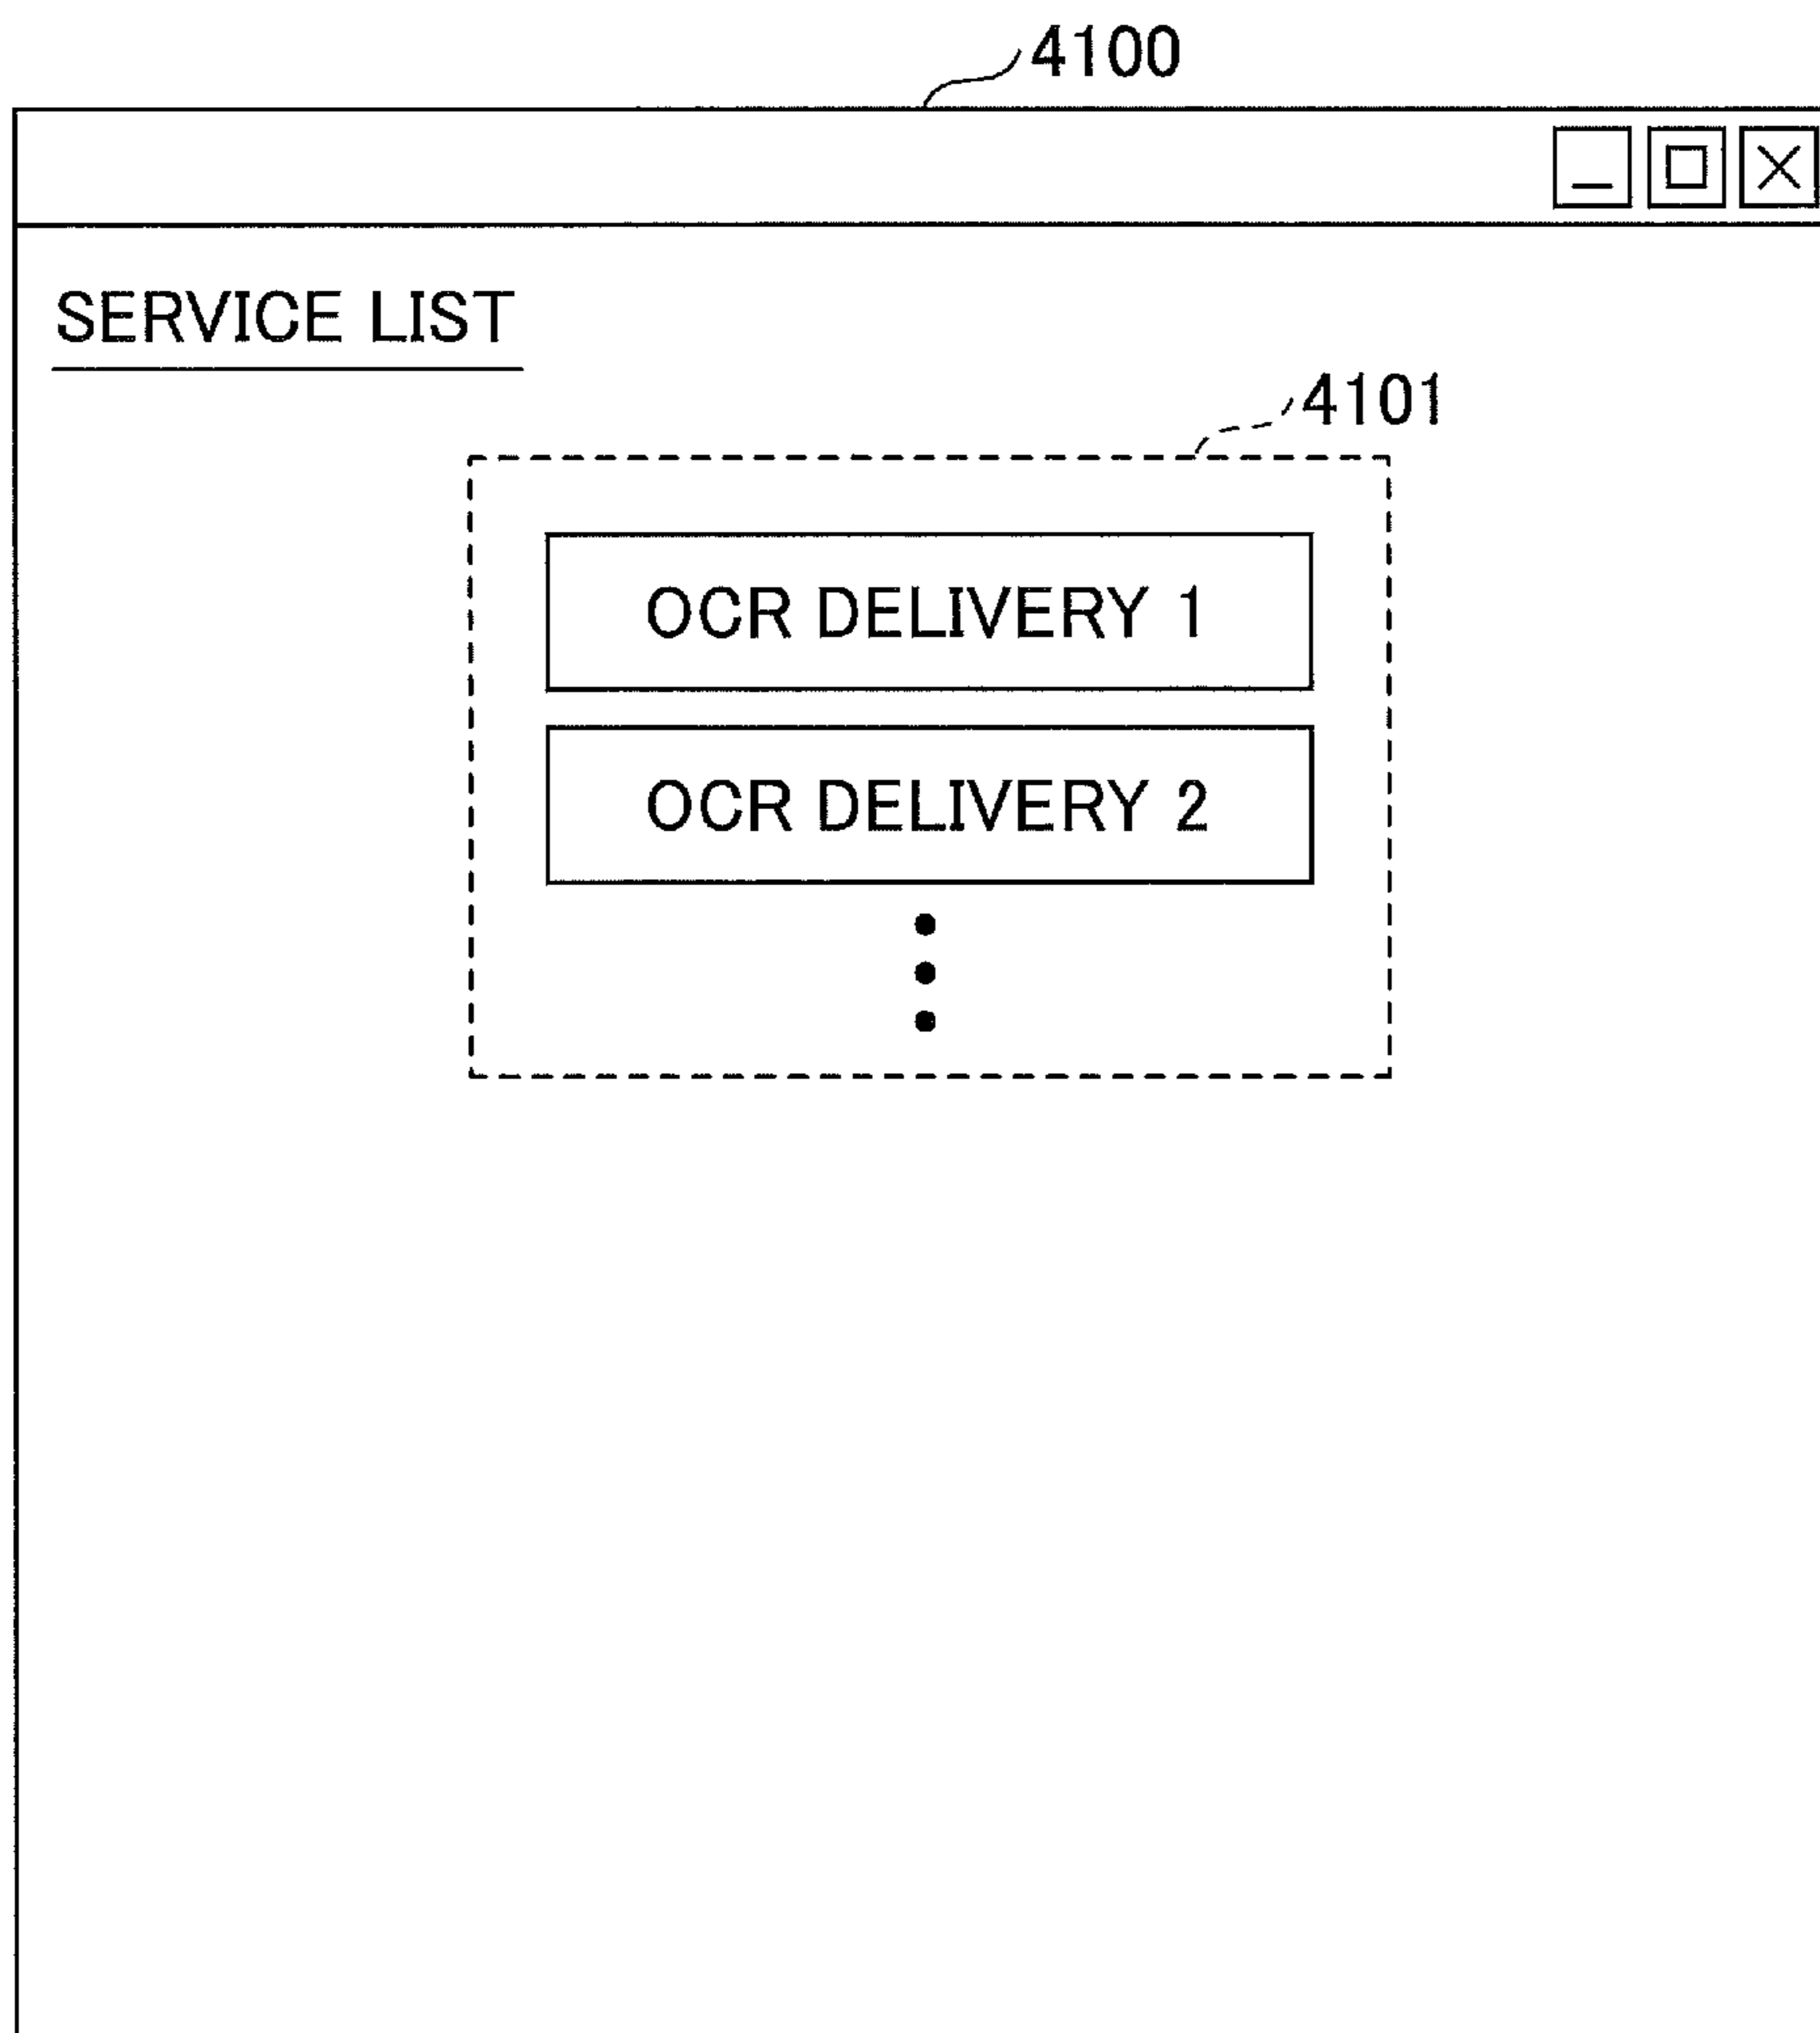 4100
SERVICE LIST
4101
OCR DELIVERY 1
OCR DELIVERY 2